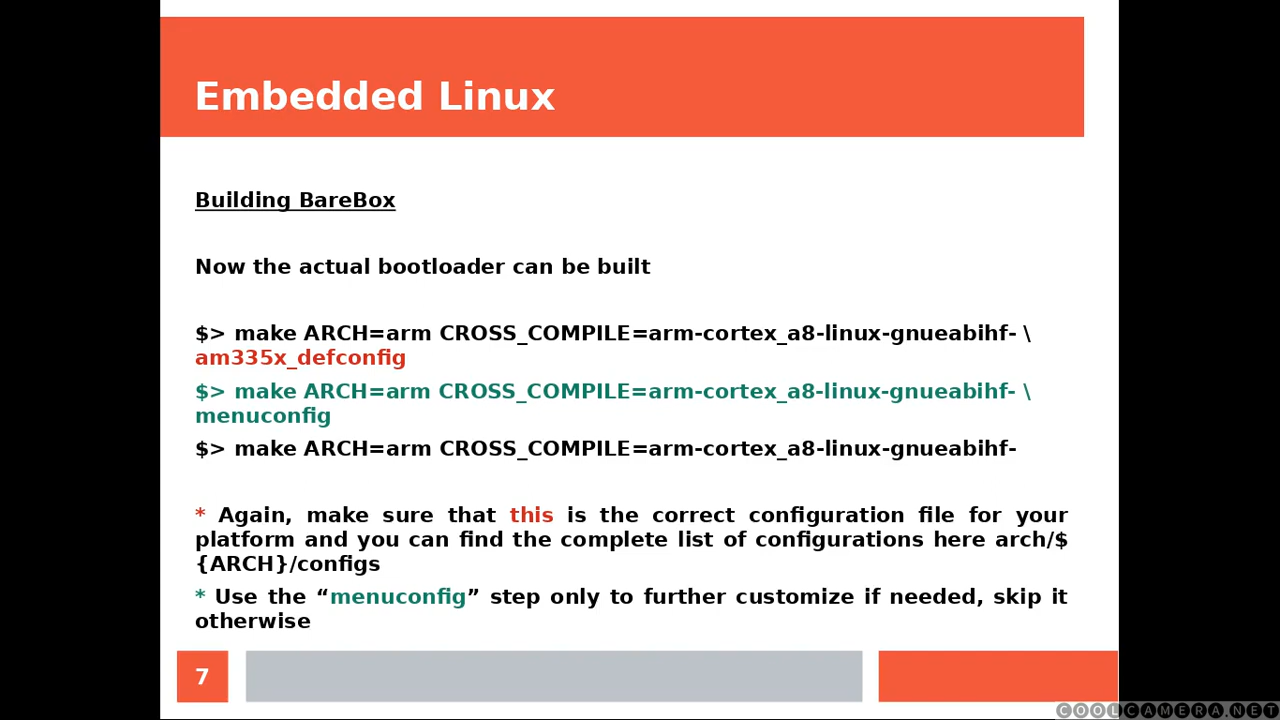 Embedded Linux
Building BareBox
Now the actual bootloader can be built
$> make ARCH=arm CROSS_COMPILE=arm-cortex_a8-linux-gnueabihf- \
am335x_defconfig
$> make ARCH=arm CROSS_COMPILE=arm-cortex_a8-linux-gnueabihf- \
menuconfig
$> make ARCH=arm CROSS_COMPILE=arm-cortex_a8-linux-gnueabihf-
* Again, make sure that this is the correct configuration file for your
platform and you can find the complete list of configurations here arch/$
{ARCH}/configs
* Use the “menuconfig” step only to further customize if needed, skip it
otherwise
7
COOLCAMERA.NET